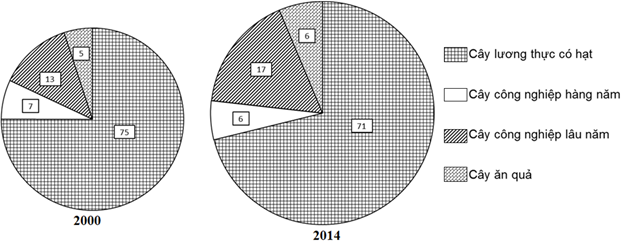 5
13
7
75
2000
6
17
6
71
2014
Cây lương thực có hạt
Cây công nghiệp hàng năm
Cây công nghiệp lâu năm
Cây ăn quả